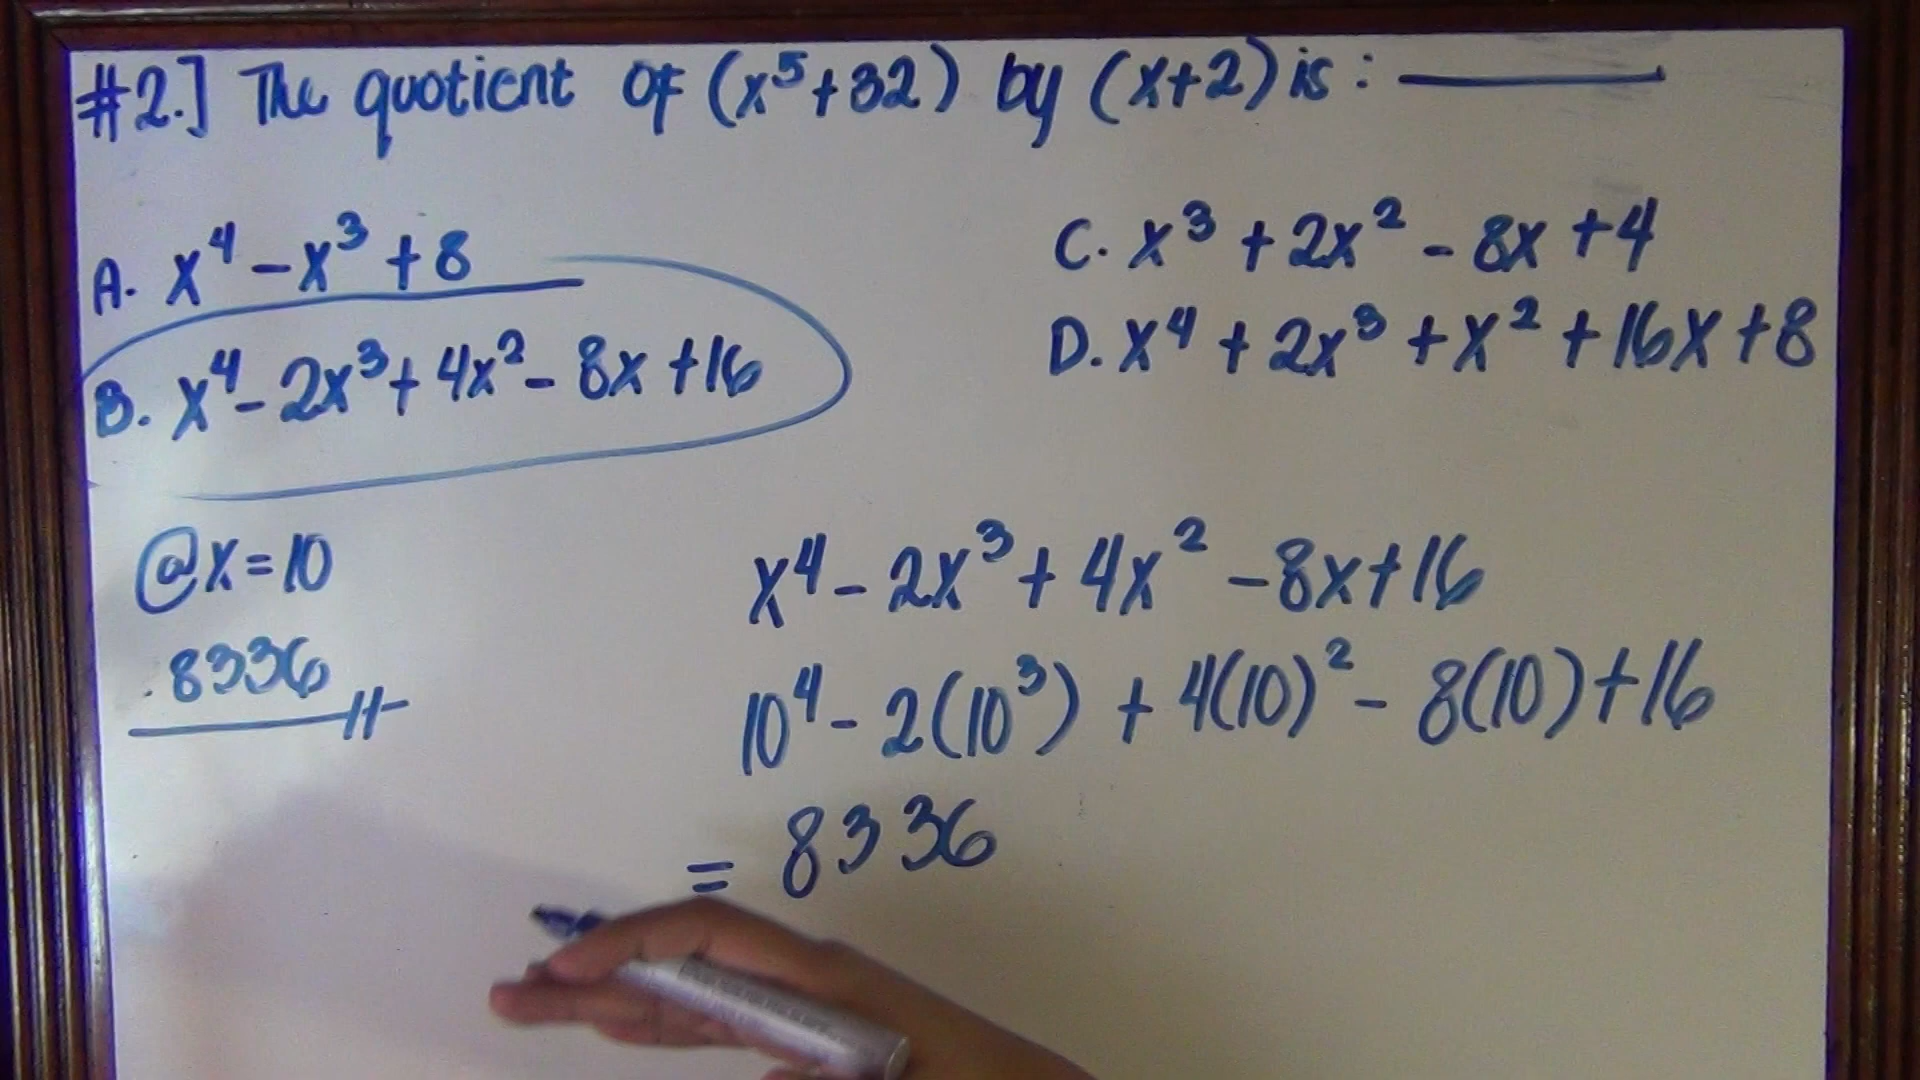 #2.] The quotient of (x⁵+32) by (x+2) is : ______
A. x⁴ - x³ + 8
B. x⁴ - 2x³ + 4x² - 8x + 16
C. x³ + 2x² - 8x + 4
D. x⁴ + 2x³ + x² + 16x + 8
@x=10
8336
x⁴ - 2x³ + 4x² - 8x + 16
10⁴ - 2(10³) + 4(10)² - 8(10) + 16
= 8336